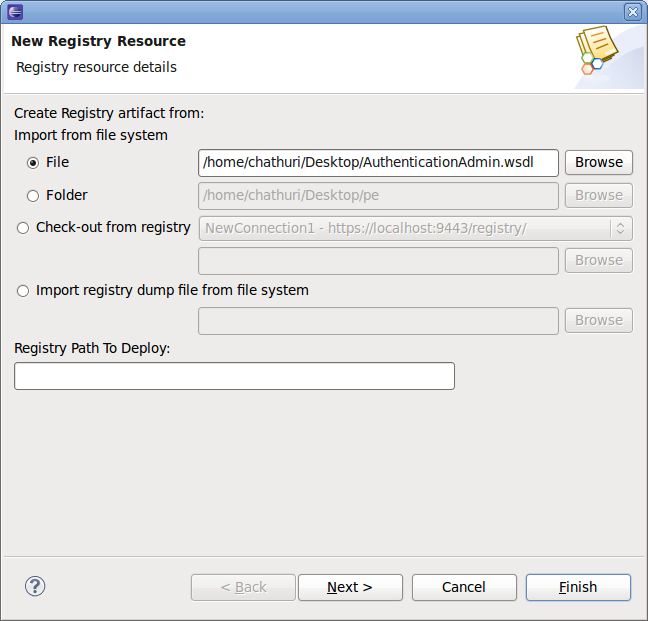 New Registry Resource
Registry resource details
Create Registry artifact from:
Import from file system
File /home/chathuri/Desktop/AuthenticationAdmin.wsdl Browse
Folder /home/chathuri/Desktop/pe Browse
Check-out from registry NewConnection1 - https://localhost:9443/registry/
Browse
Import registry dump file from file system
Browse
Registry Path To Deploy:
? < Back Next > Cancel Finish